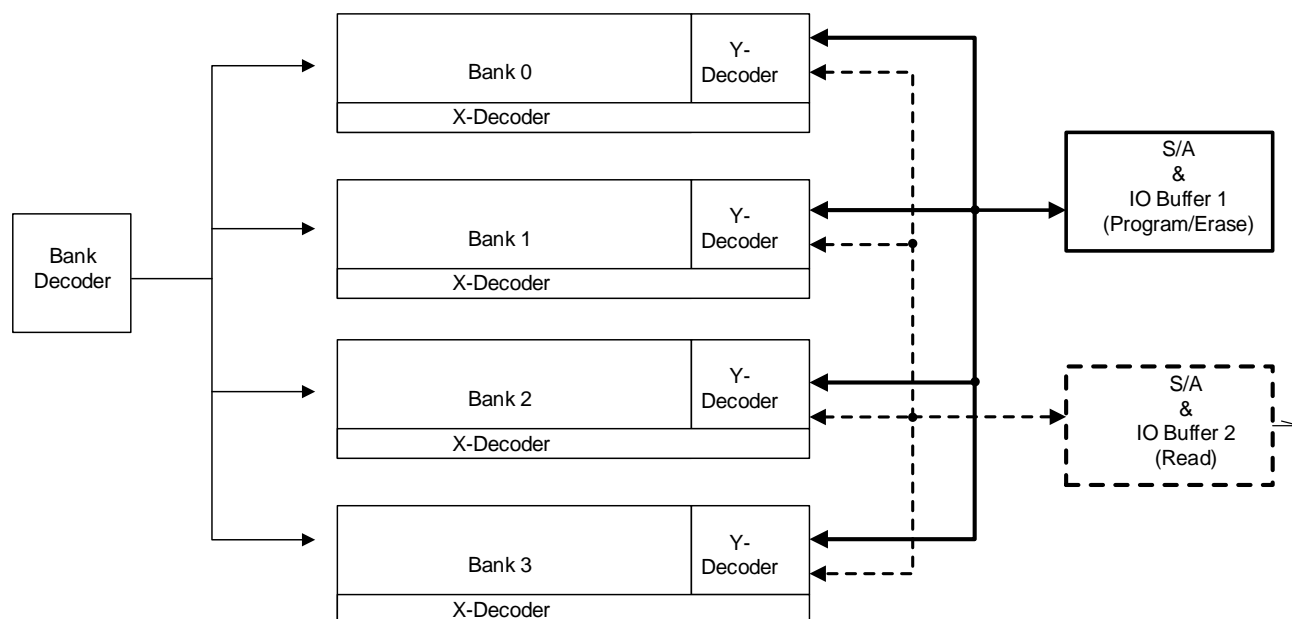 Bank
Decoder
Bank 0
Y-
Decoder
X-Decoder
Bank 1
Y-
Decoder
X-Decoder
Bank 2
Y-
Decoder
X-Decoder
Bank 3
Y-
Decoder
X-Decoder
S/A
&
IO Buffer 1
(Program/Erase)
S/A
&
IO Buffer 2
(Read)